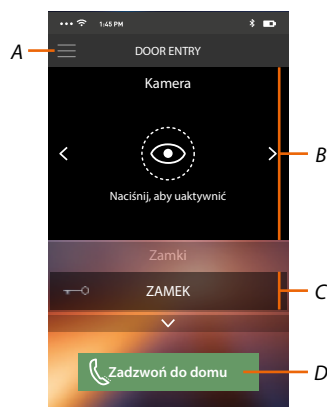 1:45 PM
A
DOOR ENTRY
Kamera
B
Naciśnij, aby uaktywnić
Zamki
ZAMEK
C
Zadzwoń do domu
D